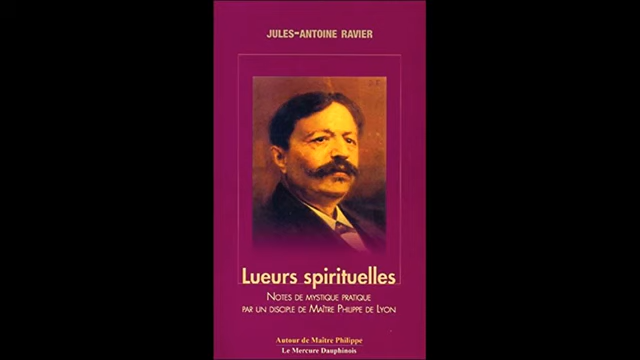 JULES-ANTOINE RAVIER
Lueurs spirituelles
NOTES DE MYSTIQUE PRATIQUE
PAR UN DISCIPLE DE MAÎTRE PHILIPPE DE LYON
Autour de Maître Philippe
Le Mercure Dauphinois